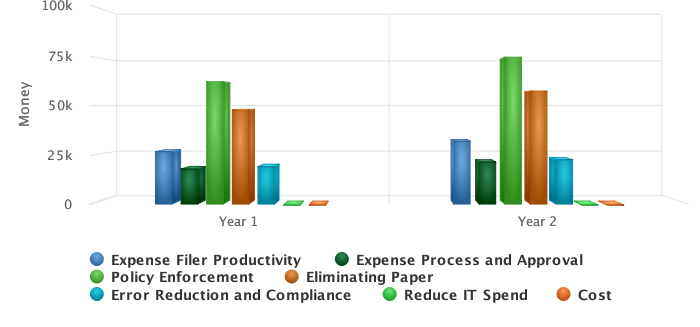 100k
75k
50k
25k
0
Money
Year 1 Year 2
Expense Filer Productivity Expense Process and Approval
Policy Enforcement Eliminating Paper
Error Reduction and Compliance Reduce IT Spend Cost